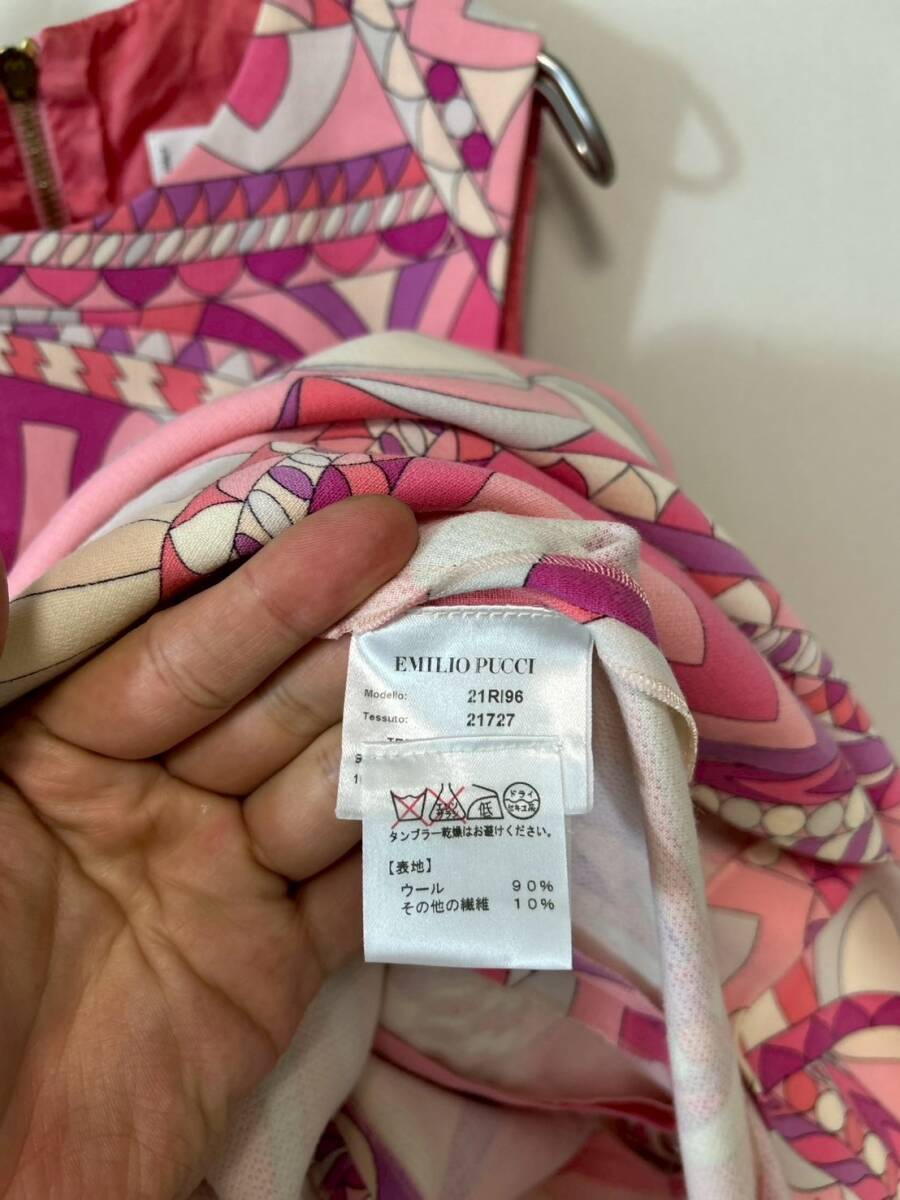 EMILIO PUCCI
Modello: 21RI96
Tessuto: 21727
低
ドライ
セキユ系
タンブラー乾燥はお避けください。
【表地】
ウール 90%
その他の繊維 10%